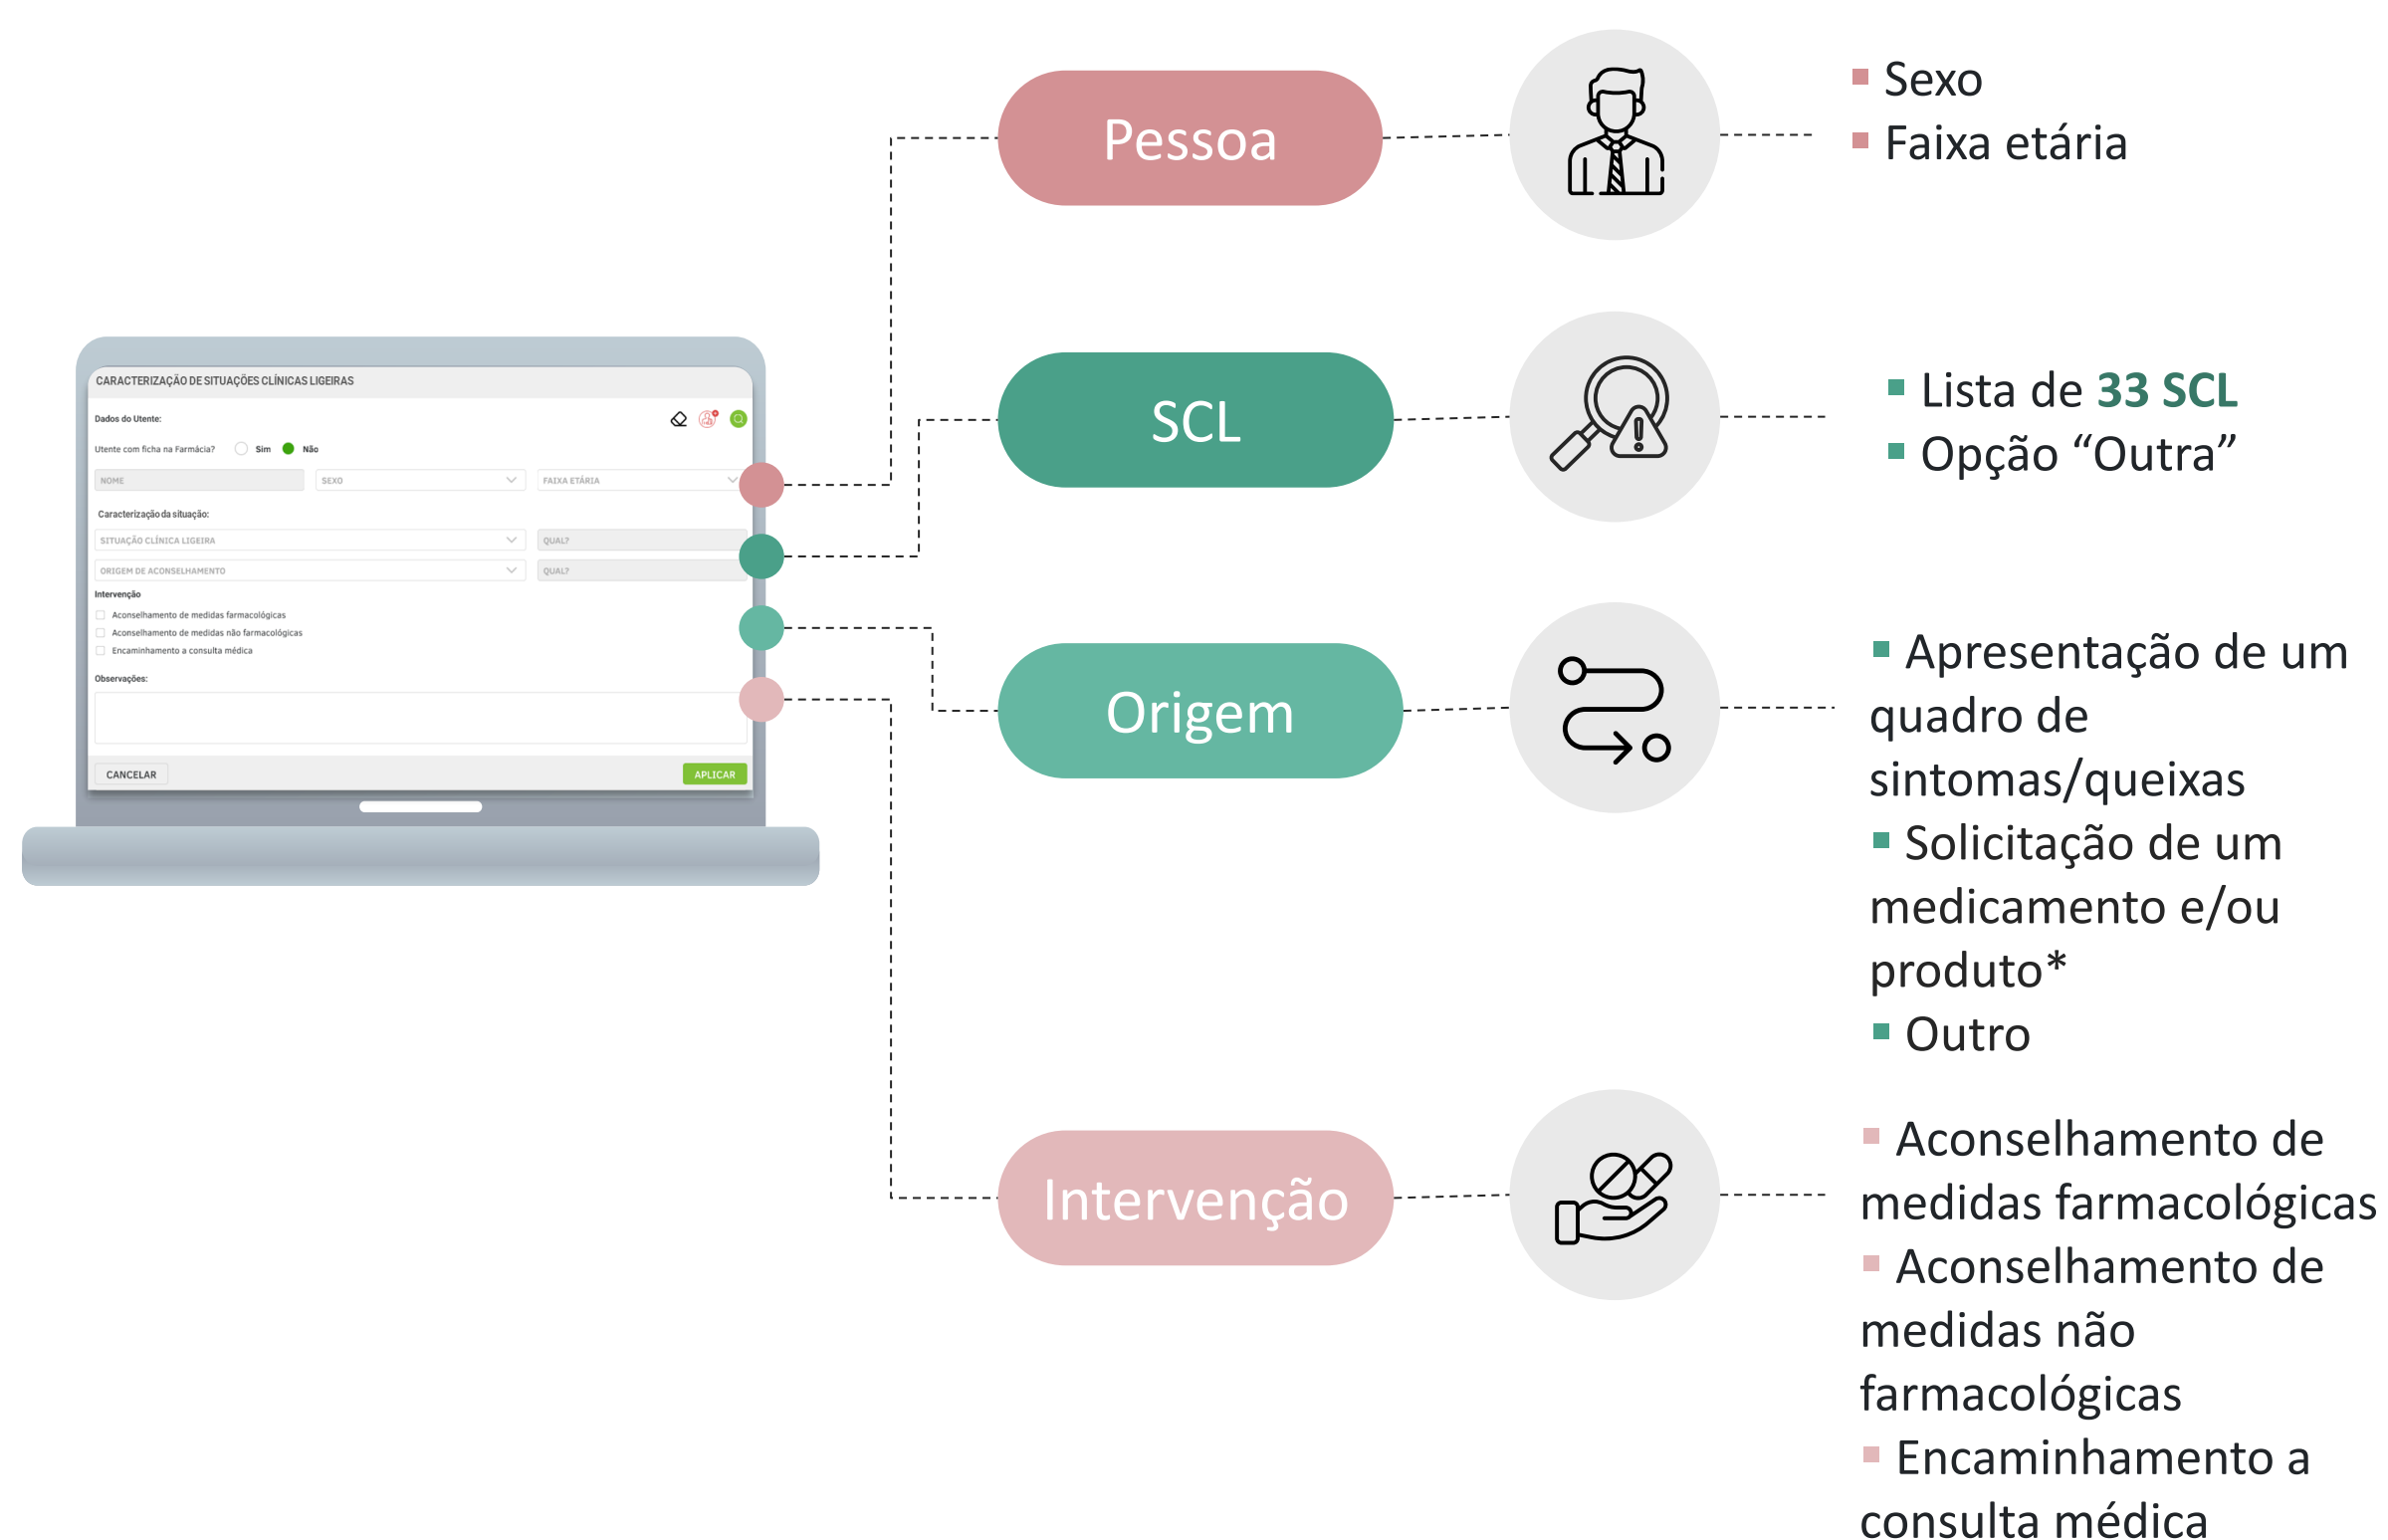 CARACTERIZAÇÃO DE SITUAÇÕES CLÍNICAS LIGEIRAS
Dados do Utente:
Utente com ficha na Farmácia? Sim Não
NOME SEXO FAIXA ETÁRIA
Caracterização da situação:
SITUAÇÃO CLÍNICA LIGEIRA QUAL?
ORIGEM DE ACONSELHAMENTO QUAL?
Intervenção
Aconselhamento de medidas farmacológicas
Aconselhamento de medidas não farmacológicas
Encaminhamento a consulta médica
Observações:
CANCELAR APLICAR
Pessoa
Sexo
Faixa etária
SCL
Lista de 33 SCL
Opção “Outra”
Origem
Apresentação de um
quadro de
sintomas/queixas
Solicitação de um
medicamento e/ou
produto*
Outro
Intervenção
Aconselhamento de
medidas farmacológicas
Aconselhamento de
medidas não
farmacológicas
Encaminhamento a
consulta médica